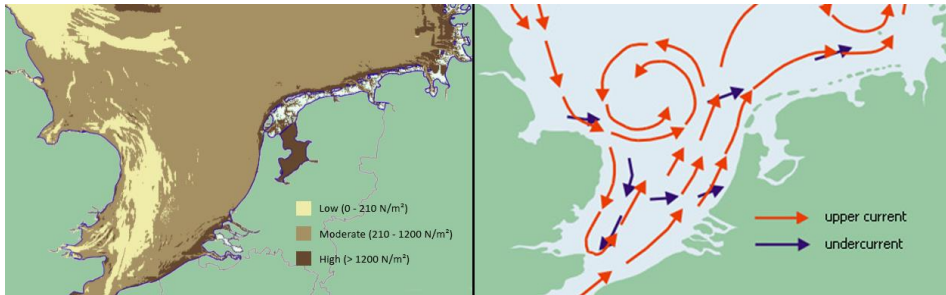 Low (0 - 210 N/m²)
Moderate (210 - 1200 N/m²)
High (> 1200 N/m²)
upper current
undercurrent